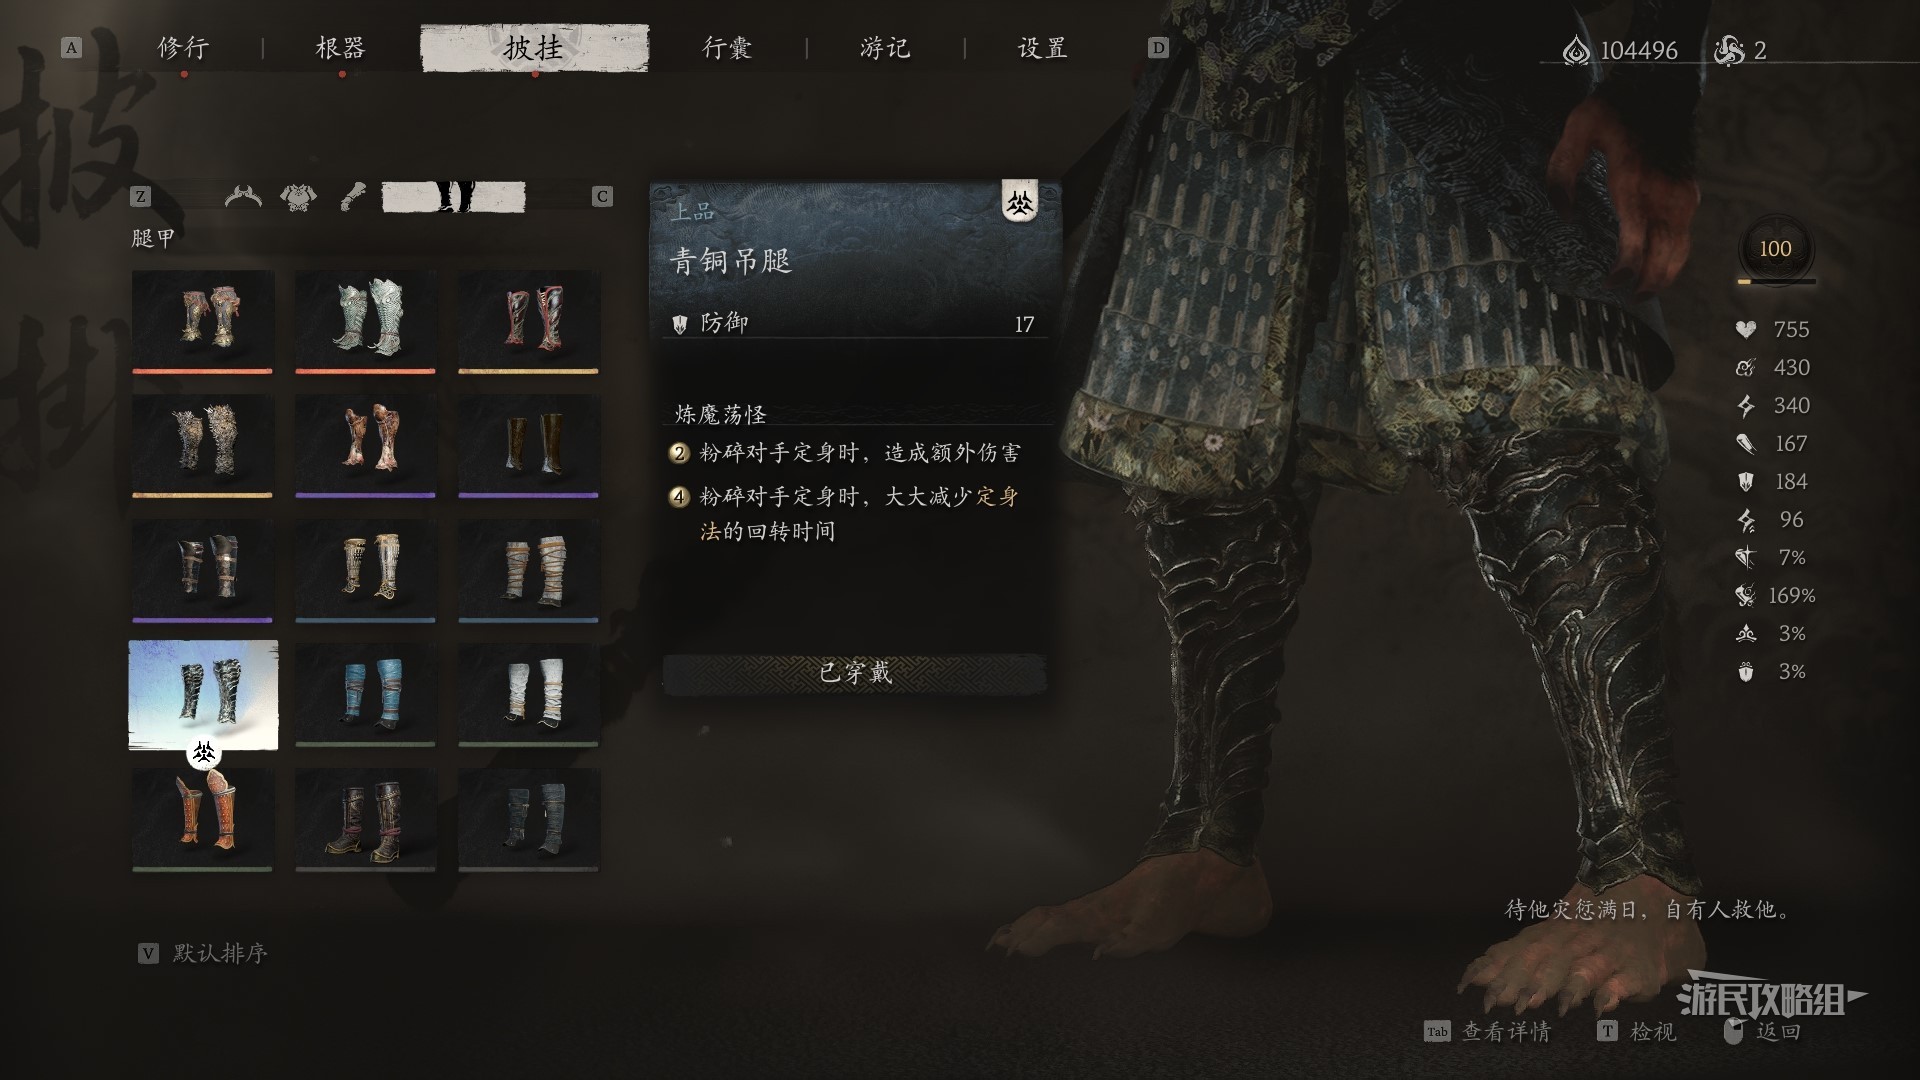 A 修行 根器 披挂 行囊 游记 设置 D 104496 2
披挂
Z C
腿甲
上品
青铜吊腿
防御 17
炼魔荡怪
2 粉碎对手定身时，造成额外伤害
4 粉碎对手定身时，大大减少定身
法的回转时间
已穿戴
100
755
430
340
167
184
96
7%
169%
3%
3%
待他灾愆满日，自有人救他。
V 默认排序
游民攻略组
Tab 查看详情 T 检视 返回